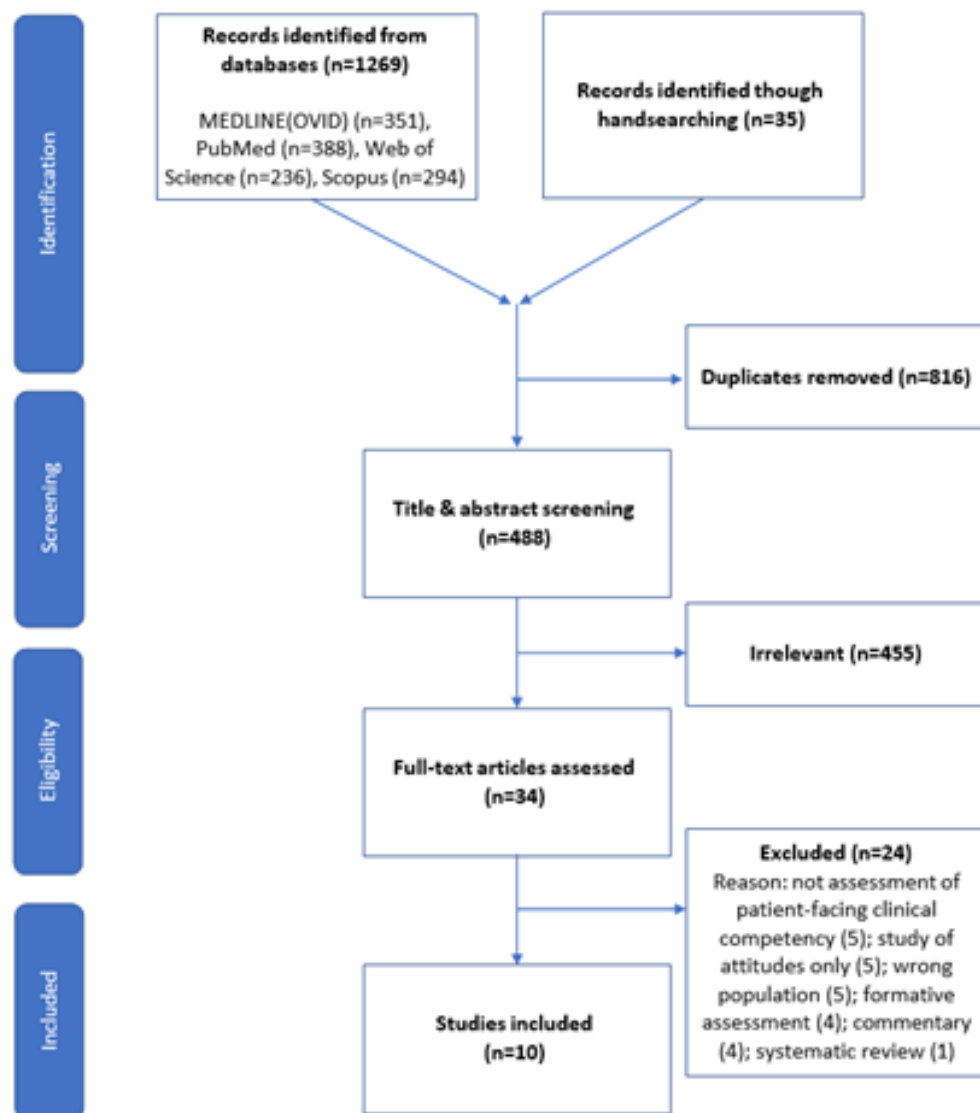 Identification
Records identified from
databases (n=1269)
MEDLINE(OVID) (n=351),
PubMed (n=388), Web of
Science (n=236), Scopus (n=294)
Records identified though
handsearching (n=35)
Duplicates removed (n=816)
Screening
Title & abstract screening
(n=488)
Irrelevant (n=455)
Eligibility
Full-text articles assessed
(n=34)
Excluded (n=24)
Reason: not assessment of
patient-facing clinical
competency (5); study of
attitudes only (5); wrong
population (5); formative
assessment (4); commentary
(4); systematic review (1)
Included
Studies included
(n=10)